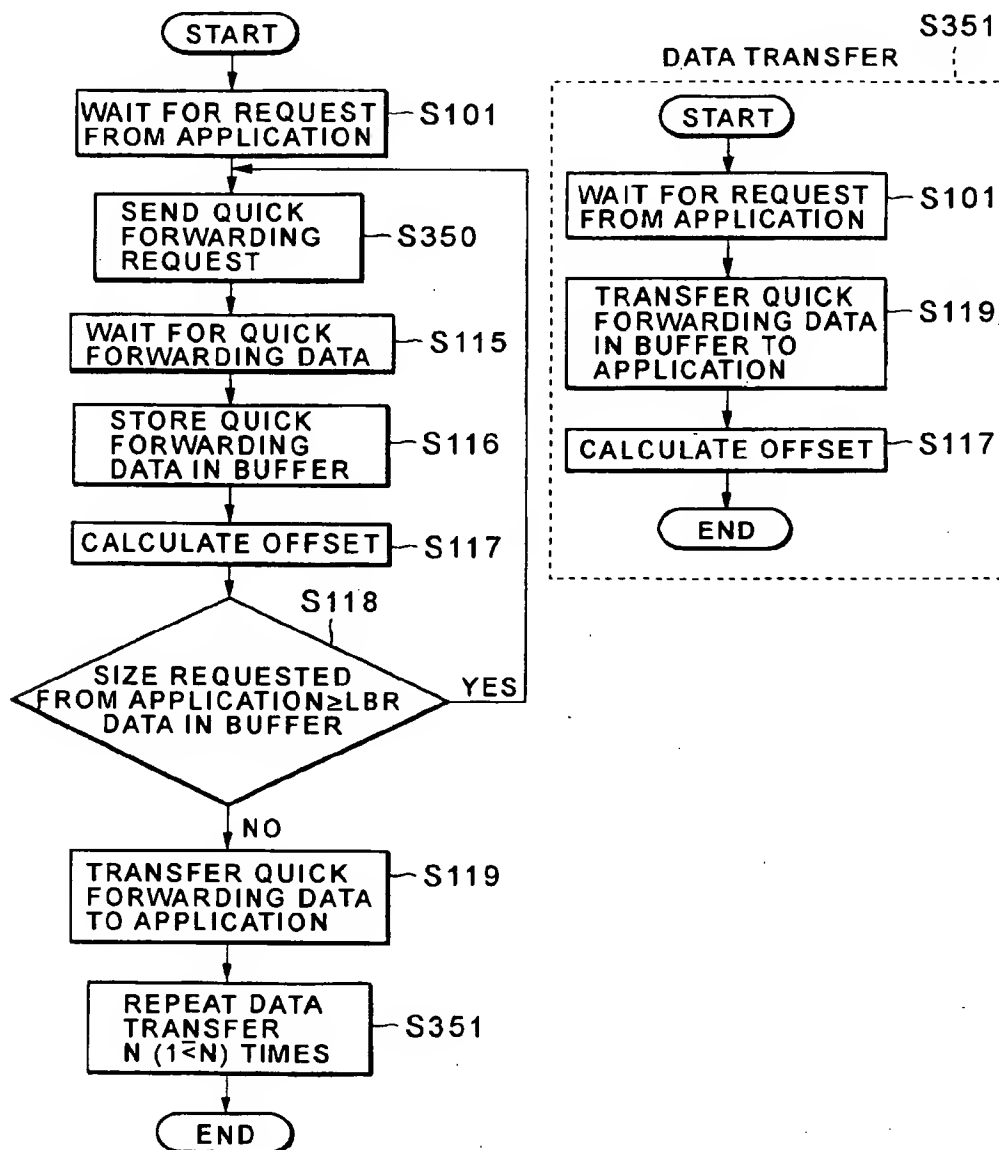 START
WAIT FOR REQUEST
FROM APPLICATION
S101
SEND QUICK
FORWARDING
REQUEST
S350
WAIT FOR QUICK
FORWARDING DATA
S115
STORE QUICK
FORWARDING
DATA IN BUFFER
S116
CALCULATE OFFSET
S117
S118
SIZE REQUESTED
FROM APPLICATION≥LBR
DATA IN BUFFER
YES
NO
TRANSFER QUICK
FORWARDING DATA
TO APPLICATION
S119
REPEAT DATA
TRANSFER
N (1≤N) TIMES
S351
END
S351
DATA TRANSFER
START
WAIT FOR REQUEST
FROM APPLICATION
S101
TRANSFER QUICK
FORWARDING DATA
IN BUFFER TO
APPLICATION
S119
CALCULATE OFFSET
S117
END